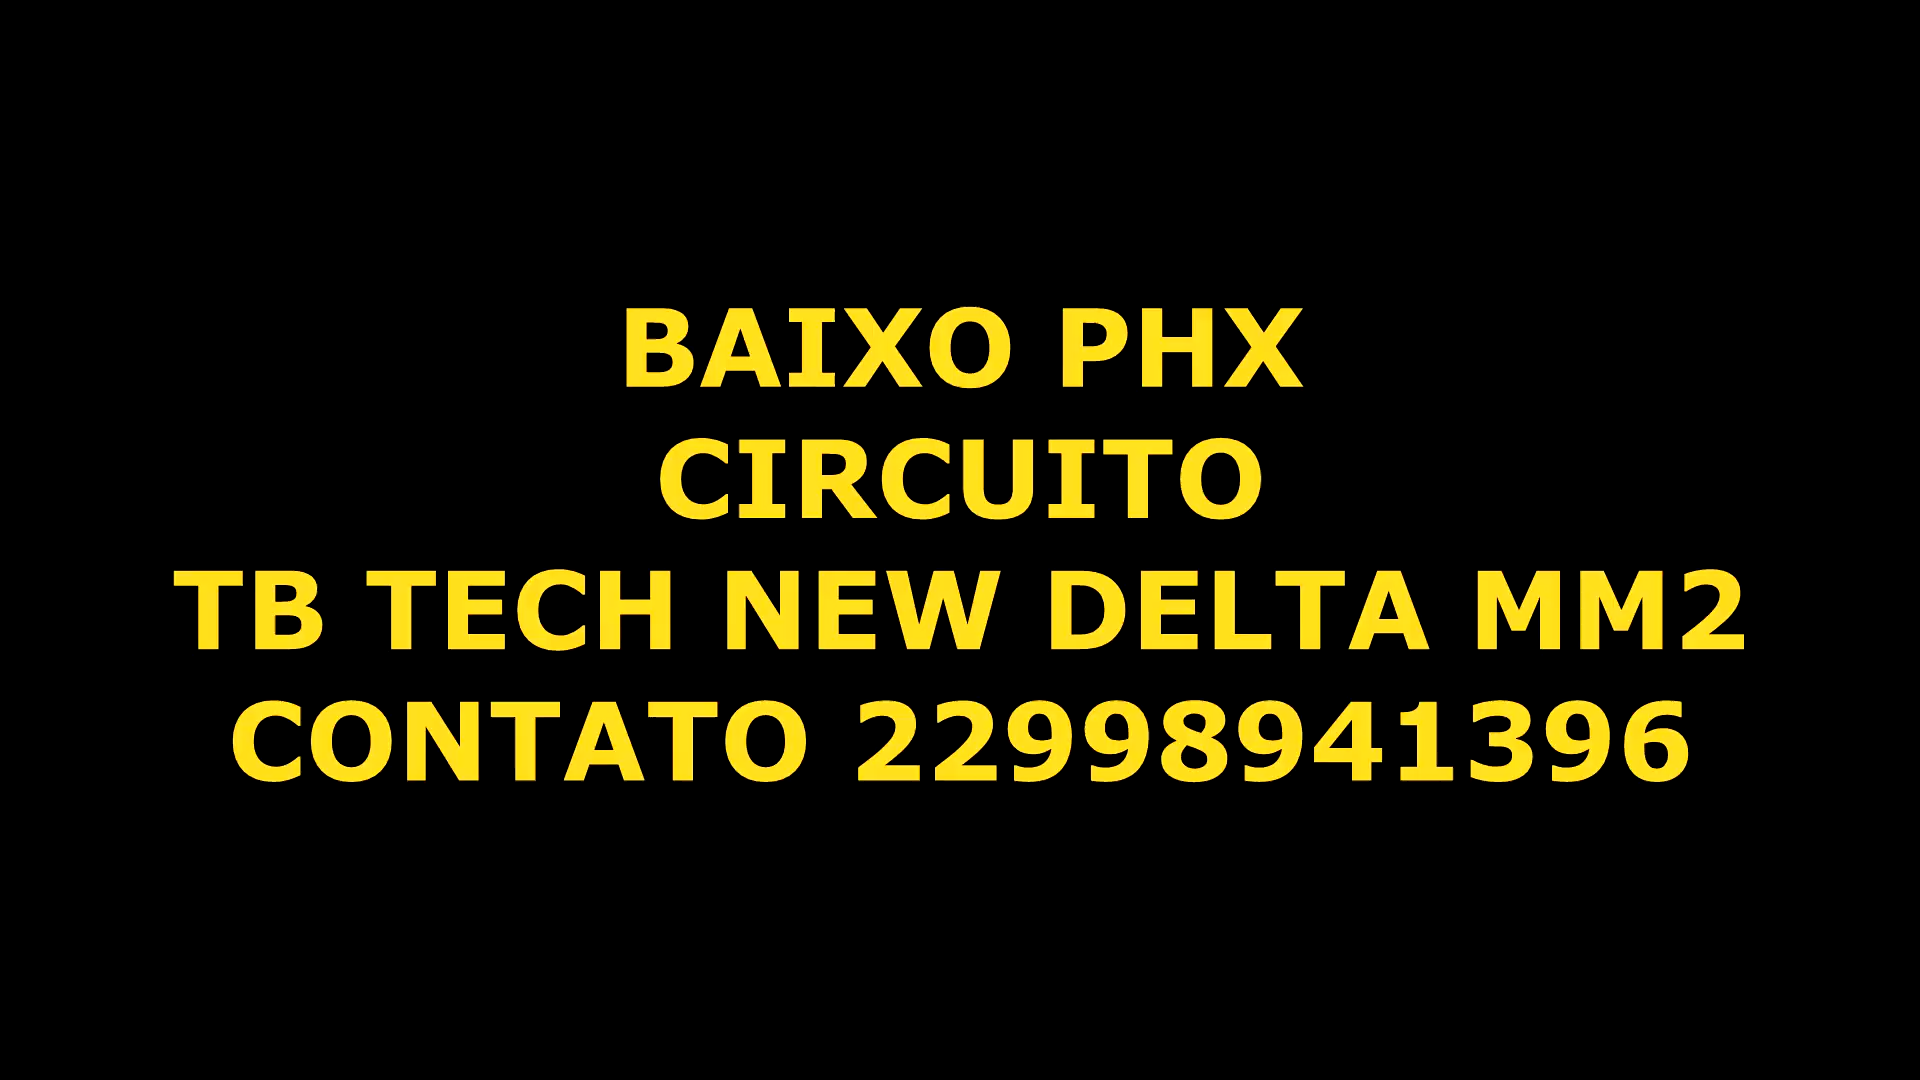 BAIXO PHX
CIRCUITO
TB TECH NEW DELTA MM2
CONTATO 22998941396